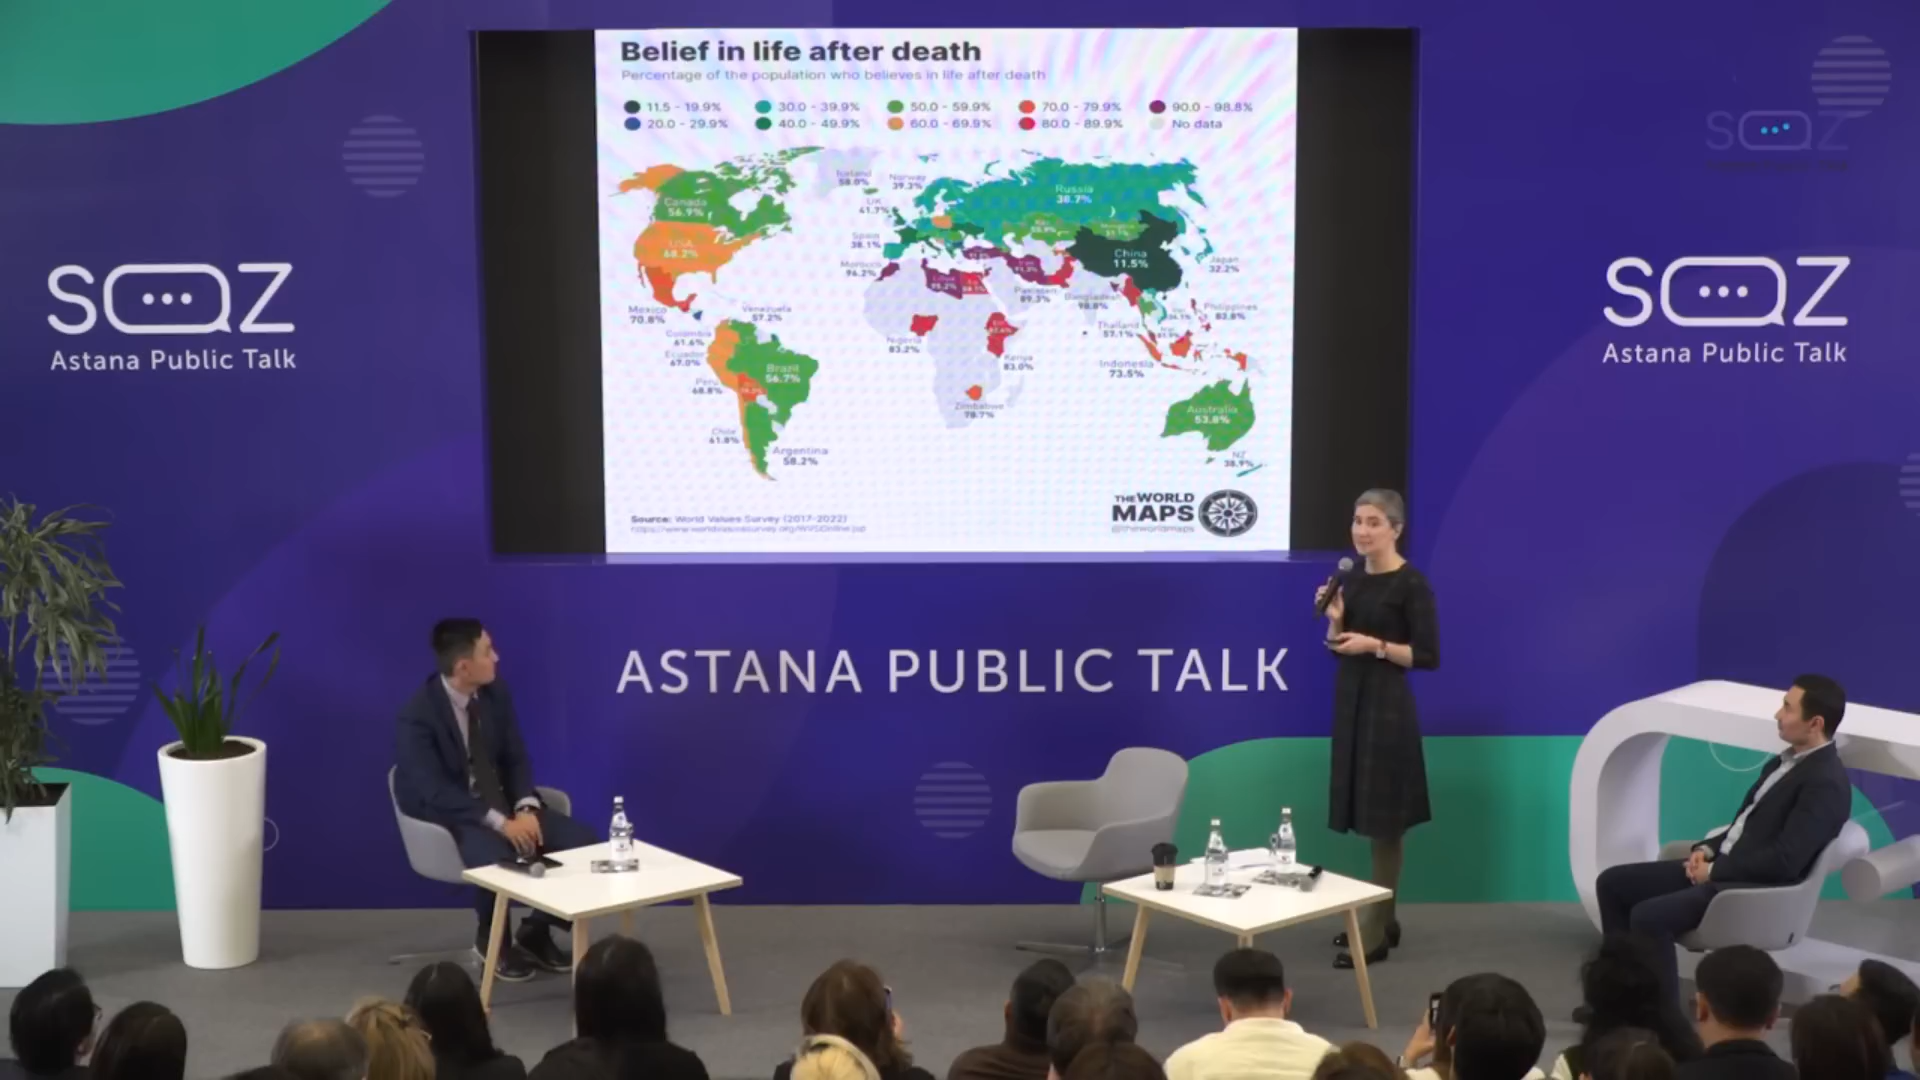 Belief in life after death
Percentage of the population who believes in life after death
11.5 - 19.9%
30.0 - 39.9%
50.0 - 59.9%
70.0 - 79.9%
90.0 - 98.8%
20.0 - 29.9%
40.0 - 49.9%
60.0 - 69.9%
80.0 - 89.9%
No data
Iceland
58.0%
Norway
39.3%
Canada
56.9%
UK
41.7%
Russia
38.7%
USA
68.2%
Spain
38.1%
China
11.5%
Japan
32.2%
Morocco
96.2%
Pakistan
89.3%
Bangladesh
98.8%
Mexico
70.8%
Venezuela
57.2%
Philippines
83.8%
Colombia
61.6%
Thailand
57.1%
Ecuador
67.0%
Nigeria
83.2%
Kenya
83.0%
Indonesia
73.5%
Brazil
56.7%
Peru
68.8%
Zimbabwe
78.7%
Australia
53.8%
Chile
61.8%
Argentina
58.2%
NZ
38.9%
Source: World Values Survey (2017-2022)
THE WORLD
MAPS
@theworldmaps
SOZ
SOZ
Astana Public Talk
SOZ
Astana Public Talk
ASTANA PUBLIC TALK